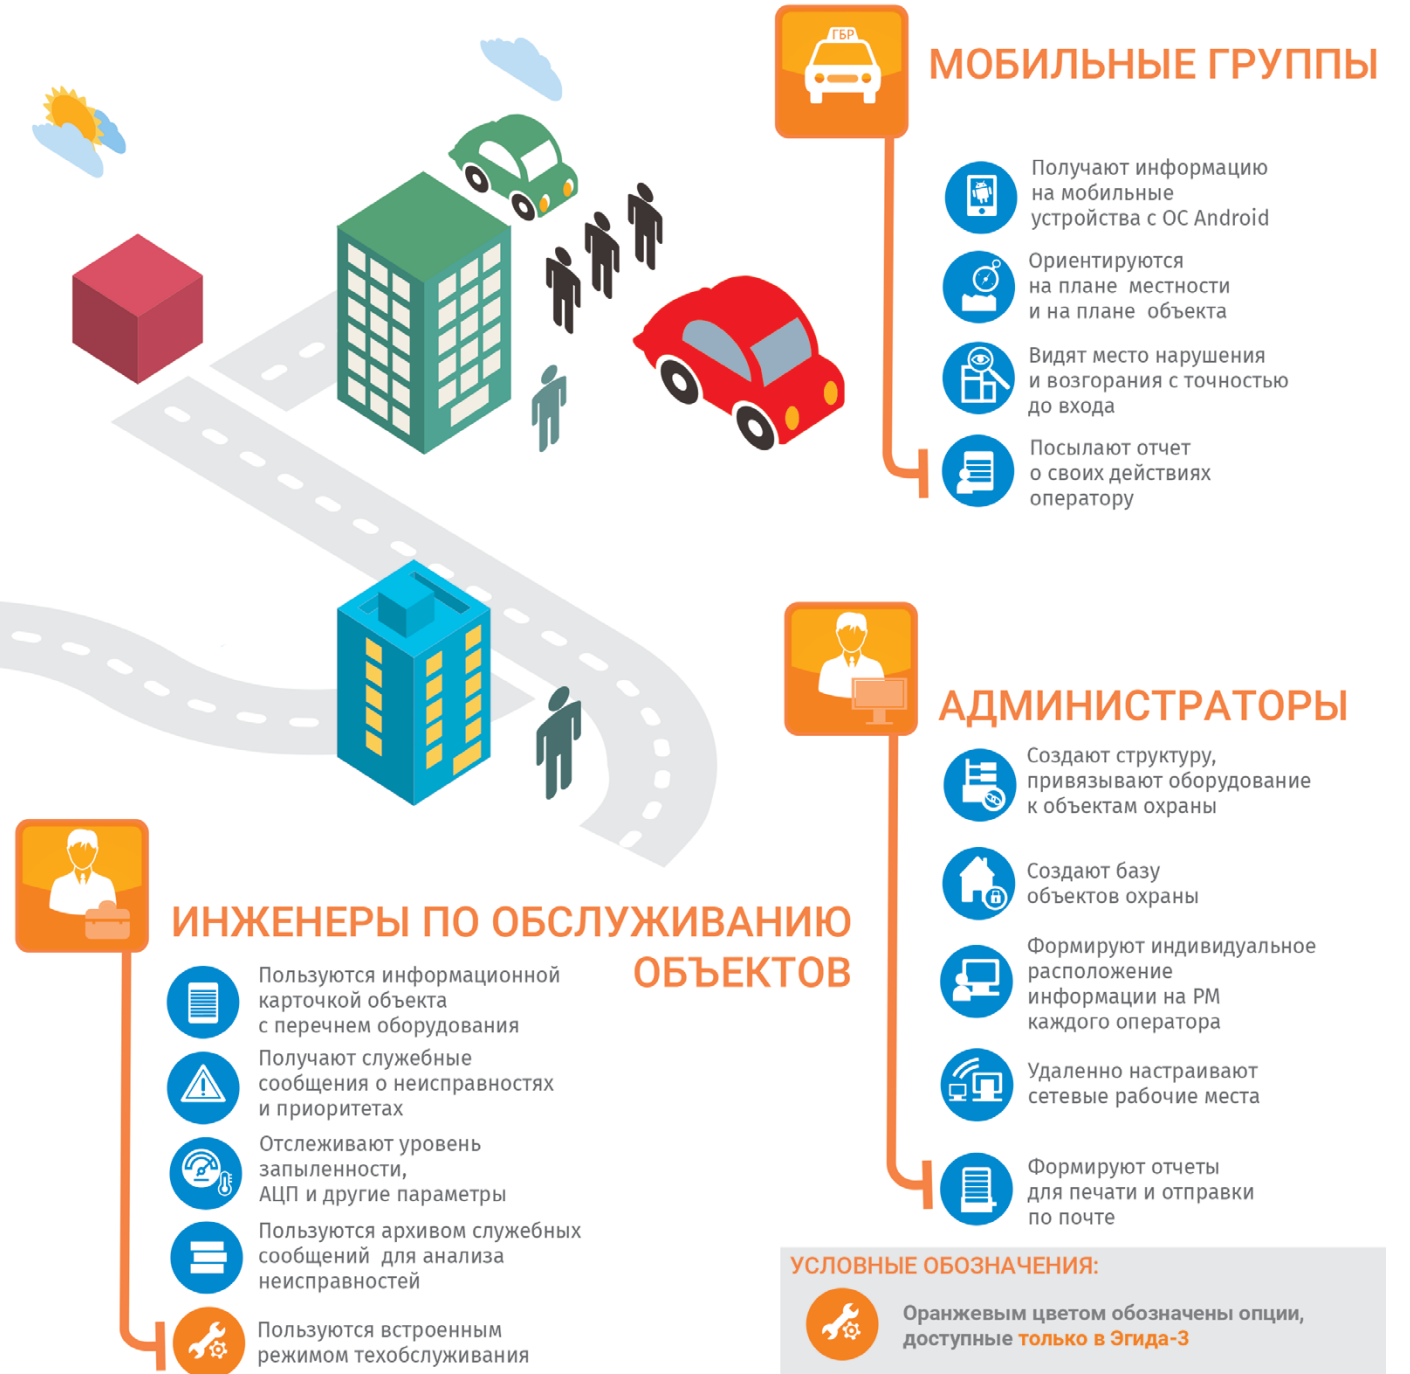 ГБР
МОБИЛЬНЫЕ ГРУППЫ
Получают информацию
на мобильные
устройства с ОС Android
Ориентируются
на плане местности
и на плане объекта
Видят место нарушения
и возгорания с точностью
до входа
Посылают отчет
о своих действиях
оператору
АДМИНИСТРАТОРЫ
Создают структуру,
привязывают оборудование
к объектам охраны
Создают базу
объектов охраны
Формируют индивидуальное
расположение
информации на РМ
каждого оператора
Удаленно настраивают
сетевые рабочие места
Формируют отчеты
для печати и отправки
по почте
ИНЖЕНЕРЫ ПО ОБСЛУЖИВАНИЮ
ОБЪЕКТОВ
Пользуются информационной
карточкой объекта
с перечнем оборудования
Получают служебные
сообщения о неисправностях
и приоритетах
Отслеживают уровень
запыленности,
АЦП и другие параметры
Пользуются архивом служебных
сообщений для анализа
неисправностей
Пользуются встроенным
режимом техобслуживания
УСЛОВНЫЕ ОБОЗНАЧЕНИЯ:
Оранжевым цветом обозначены опции,
доступные только в Эгида-3